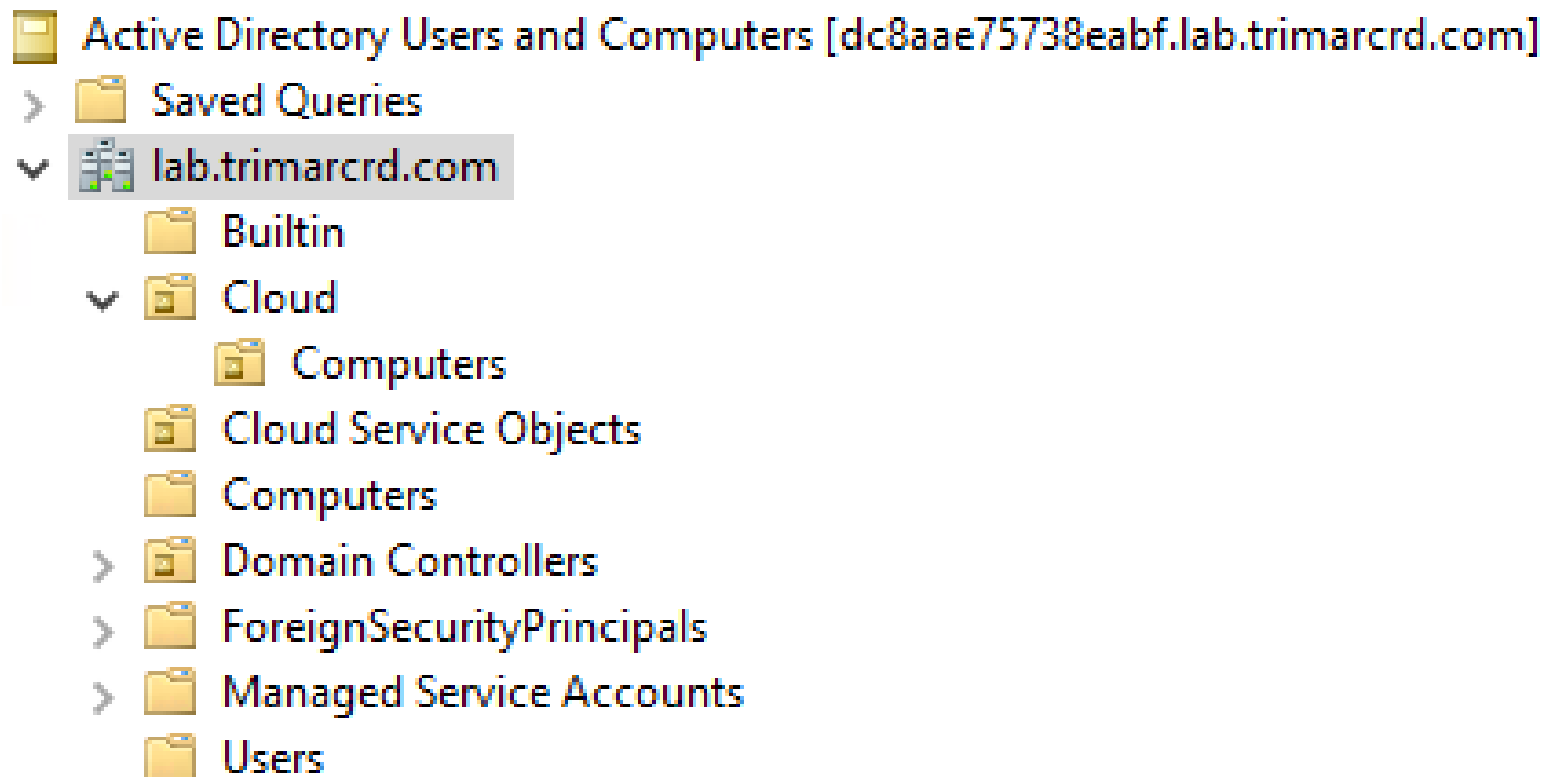 Active Directory Users and Computers [dc8aae75738eabf.lab.trimarcrd.com]
Saved Queries
lab.trimarcrd.com
Builtin
Cloud
Computers
Cloud Service Objects
Computers
Domain Controllers
ForeignSecurityPrincipals
Managed Service Accounts
Users